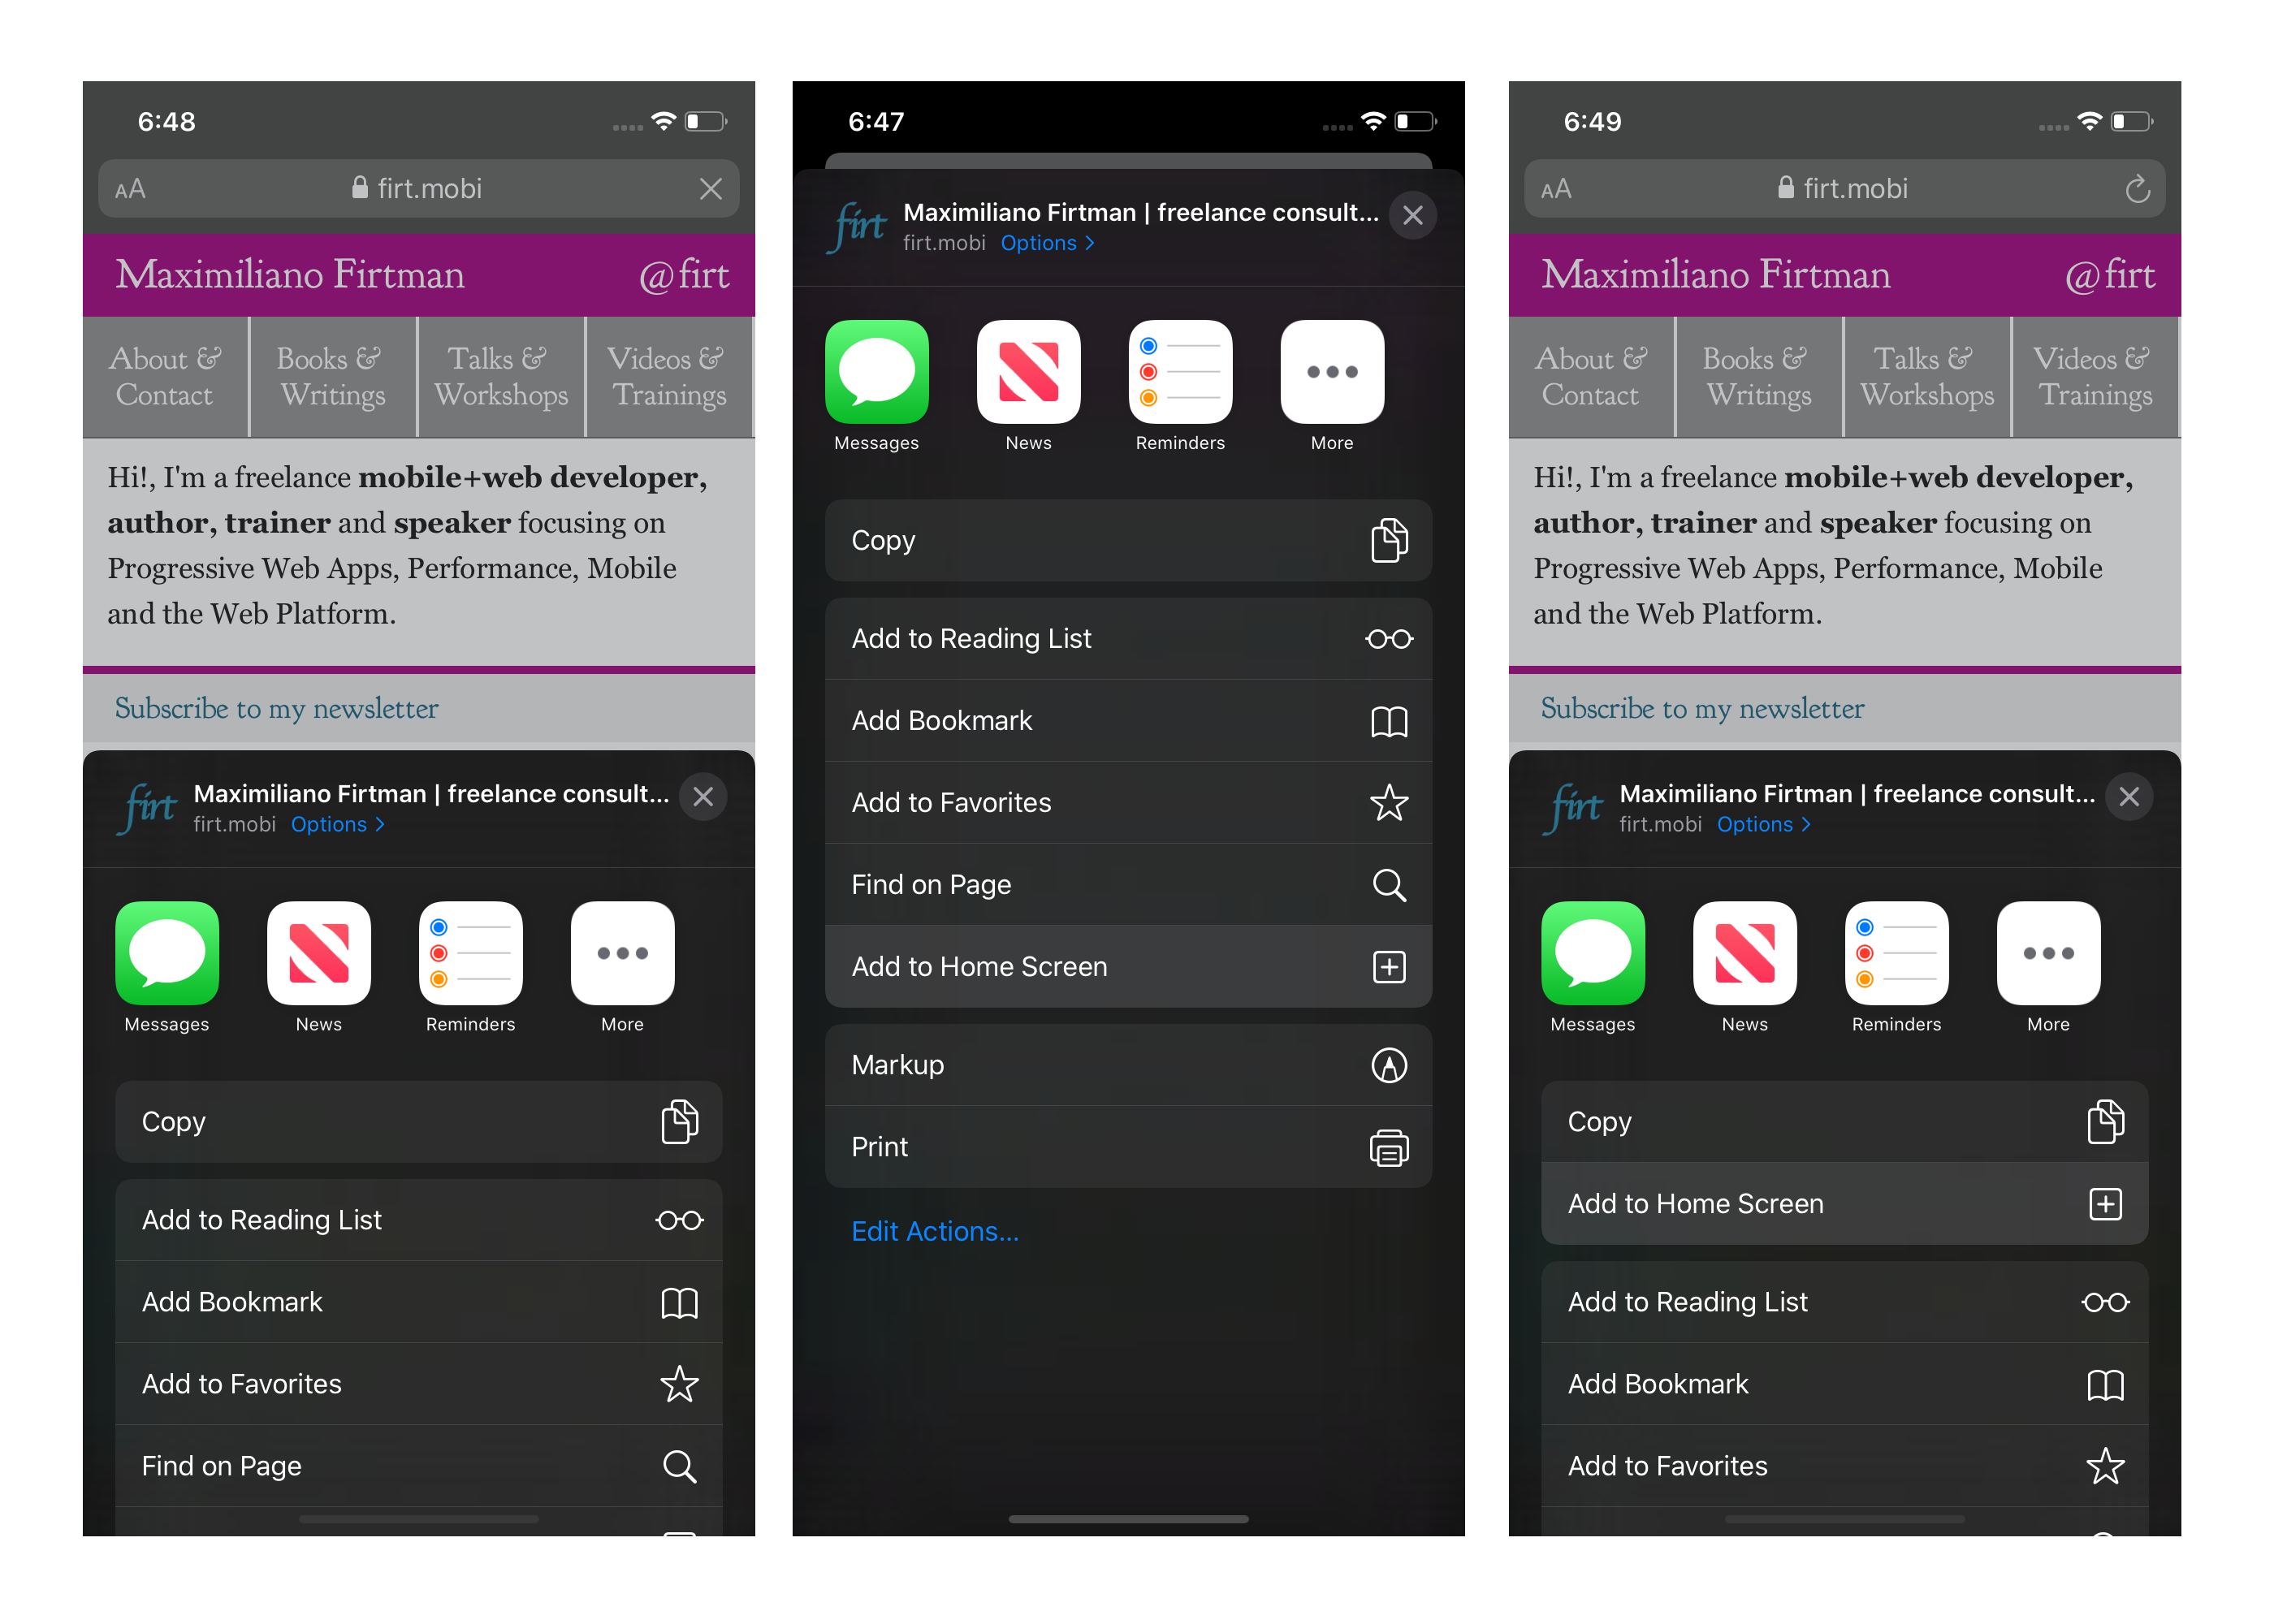 6:48
AA firt.mobi
Maximiliano Firtman @firt
About & Books & Talks & Videos &
Contact Writings Workshops Trainings
Hi!, I'm a freelance mobile+web developer,
author, trainer and speaker focusing on
Progressive Web Apps, Performance, Mobile
and the Web Platform.
Subscribe to my newsletter
firt Maximiliano Firtman | freelance consult...
firt.mobi Options >
Messages News Reminders More
Copy
Add to Reading List
Add Bookmark
Add to Favorites
Find on Page
6:47
firt Maximiliano Firtman | freelance consult...
firt.mobi Options >
Messages News Reminders More
Copy
Add to Reading List
Add Bookmark
Add to Favorites
Find on Page
Add to Home Screen
Markup
Print
Edit Actions...
6:49
AA firt.mobi
Maximiliano Firtman @firt
About & Books & Talks & Videos &
Contact Writings Workshops Trainings
Hi!, I'm a freelance mobile+web developer,
author, trainer and speaker focusing on
Progressive Web Apps, Performance, Mobile
and the Web Platform.
Subscribe to my newsletter
firt Maximiliano Firtman | freelance consult...
firt.mobi Options >
Messages News Reminders More
Copy
Add to Home Screen
Add to Reading List
Add Bookmark
Add to Favorites